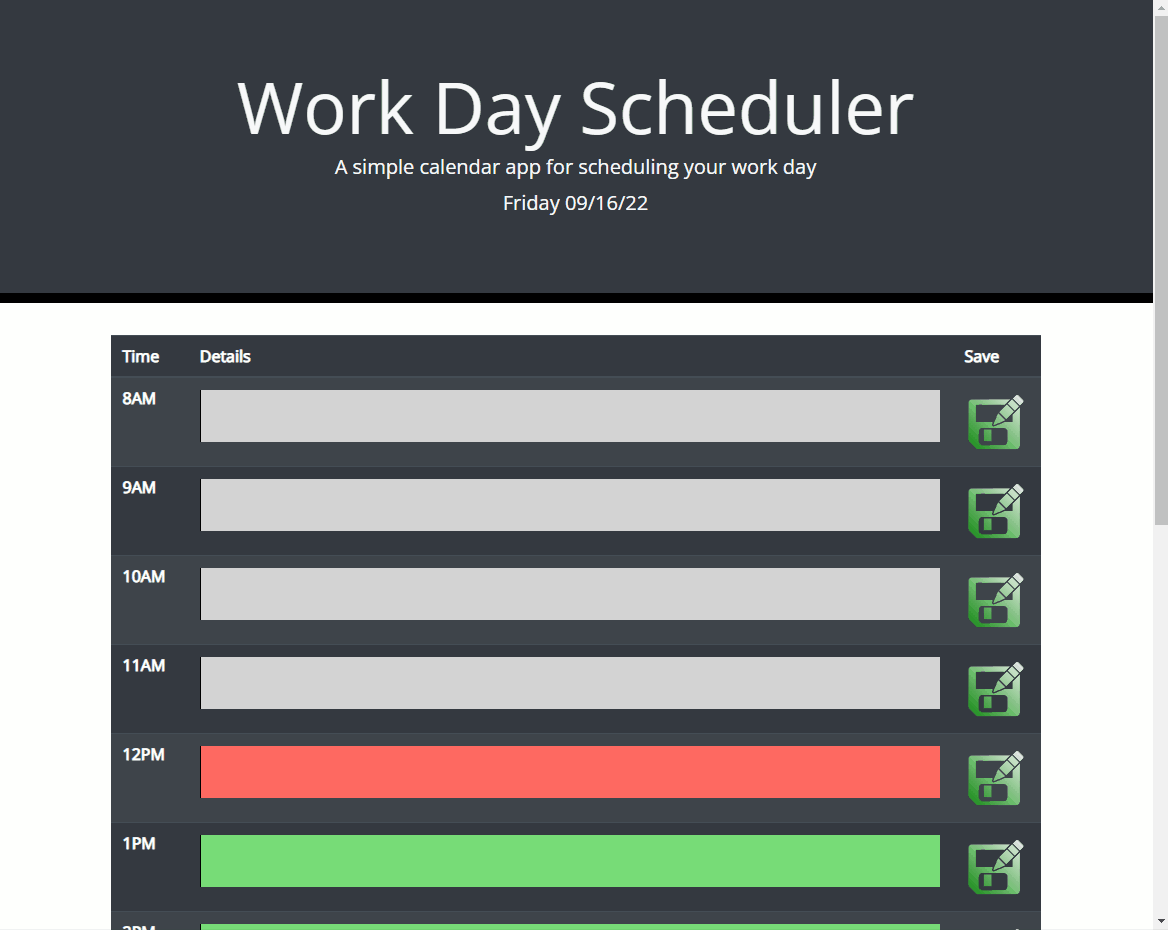 Work Day Scheduler
A simple calendar app for scheduling your work day
Friday 09/16/22
Time Details Save
8AM
9AM
10AM
11AM
12PM
1PM
2PM